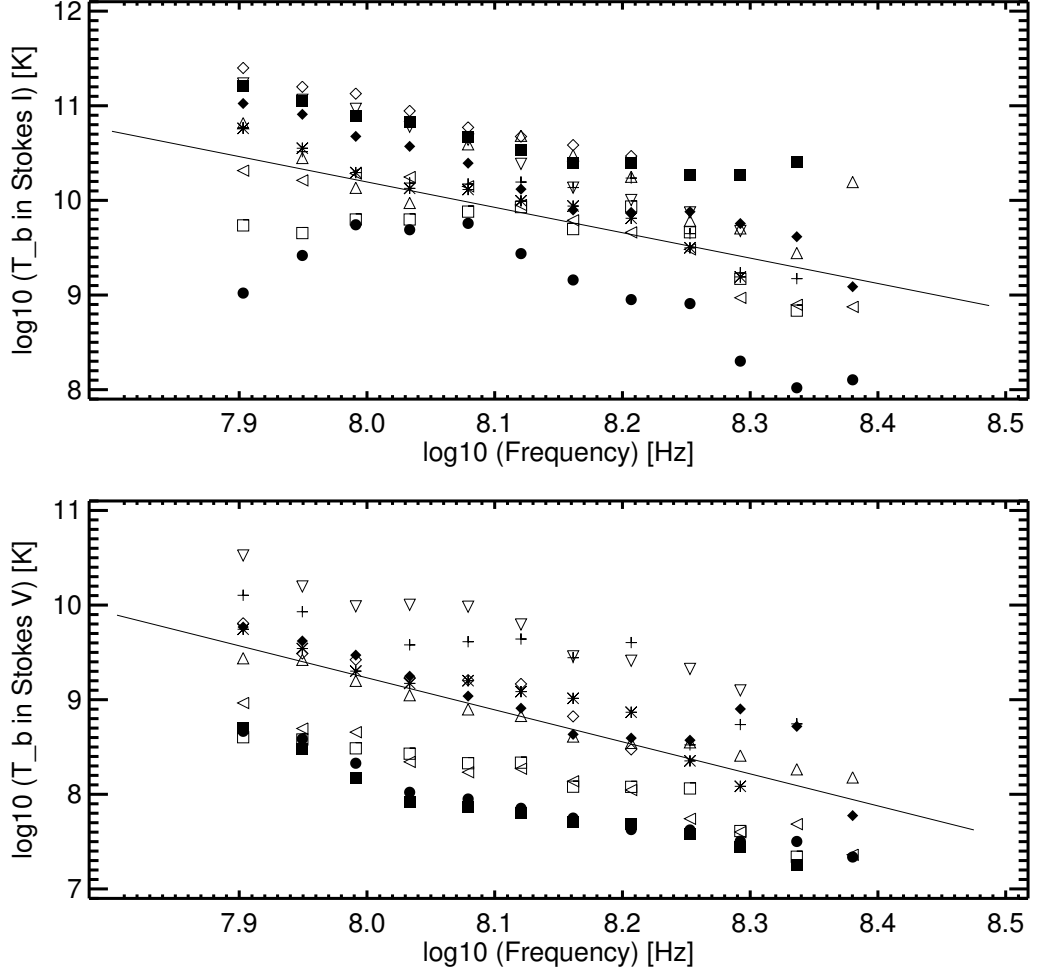 12
11
10
9
8
log10 (T_b in Stokes I) [K]
7.9 8.0 8.1 8.2 8.3 8.4 8.5
log10 (Frequency) [Hz]
11
10
9
8
7
log10 (T_b in Stokes V) [K]
7.9 8.0 8.1 8.2 8.3 8.4 8.5
log10 (Frequency) [Hz]